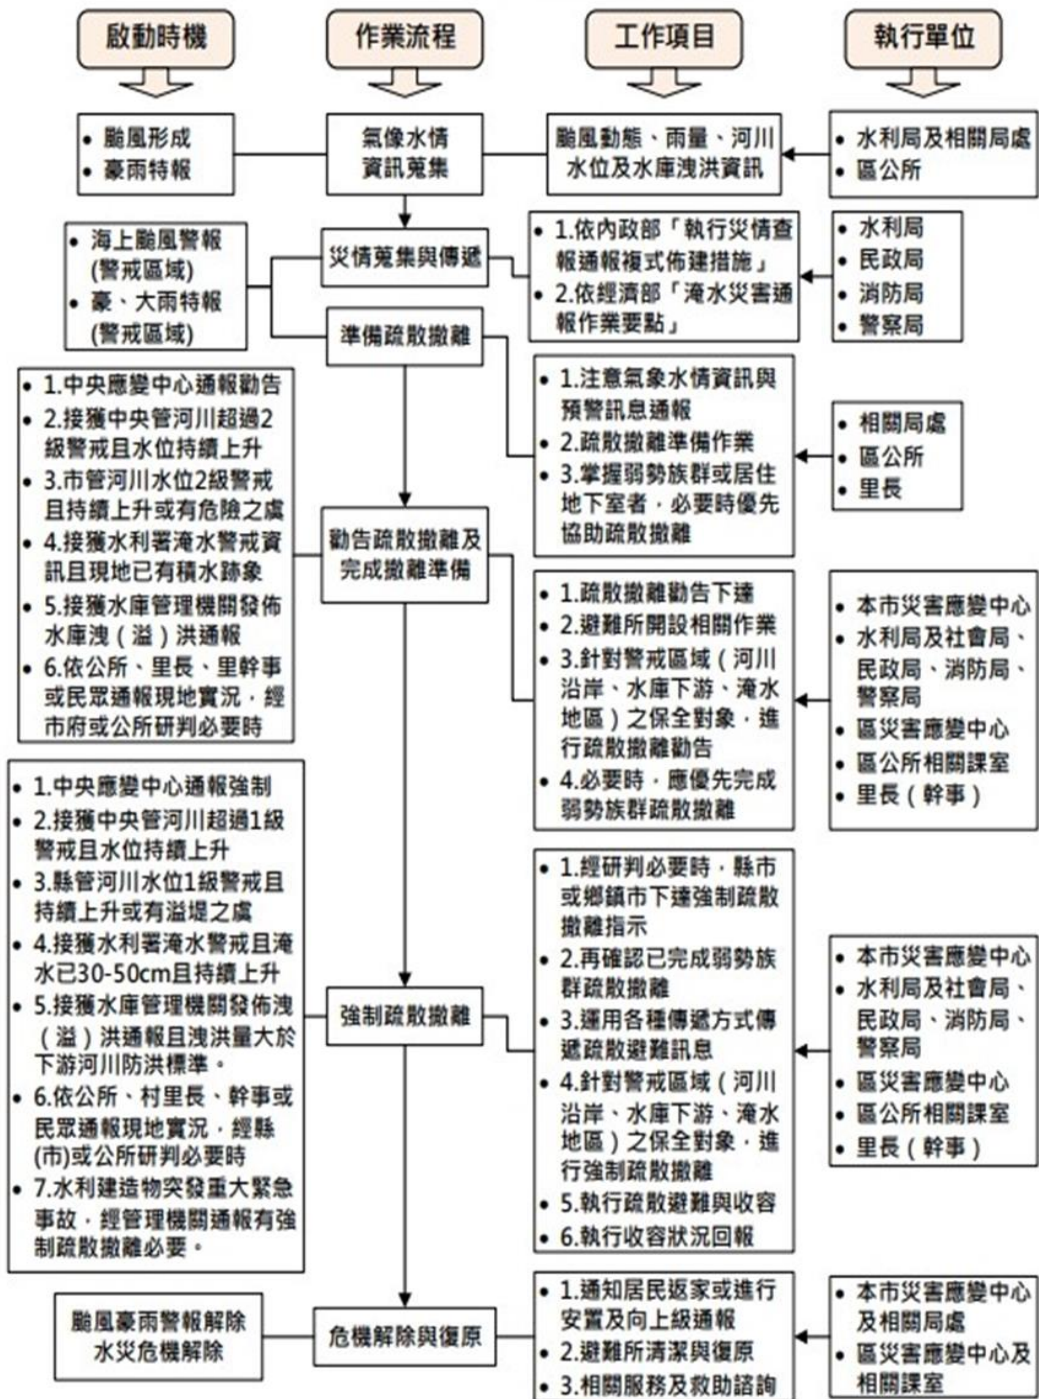 啟動時機
作業流程
工作項目
執行單位
• 颱風形成
• 豪雨特報
氣像水情
資訊蒐集
颱風動態、雨量、河川
水位及水庫洩洪資訊
• 水利局及相關局處
• 區公所
• 海上颱風警報
(警戒區域)
• 豪、大雨特報
(警戒區域)
災情蒐集與傳遞
• 1.依內政部「執行災情查
報通報複式佈建措施」
• 2.依經濟部「淹水災害通
報作業要點」
• 水利局
• 民政局
• 消防局
• 警察局
準備疏散撤離
• 1.注意氣象水情資訊與
預警訊息通報
• 2.疏散撤離準備作業
• 3.掌握弱勢族群或居住
地下室者，必要時優先
協助疏散撤離
• 相關局處
• 區公所
• 里長
• 1.中央應變中心通報勸告
• 2.接獲中央管河川超過2
級警戒且水位持續上升
• 3.市管河川水位2級警戒
且持續上升或有危險之虞
• 4.接獲水利署淹水警戒資
訊且現地已有積水跡象
• 5.接獲水庫管理機關發佈
水庫洩（溢）洪通報
• 6.依公所、里長、里幹事
或民眾通報現地實況，經
市府或公所研判必要時
勸告疏散撤離及
完成撤離準備
• 1.疏散撤離勸告下達
• 2.避難所開設相關作業
• 3.針對警戒區域（河川
沿岸、水庫下游、淹水
地區）之保全對象，進
行疏散撤離勸告
• 4.必要時，應優先完成
弱勢族群疏散撤離
• 本市災害應變中心
• 水利局及社會局、
民政局、消防局、
警察局
• 區災害應變中心
• 區公所相關課室
• 里長（幹事）
• 1.中央應變中心通報強制
• 2.接獲中央管河川超過1級
警戒且水位持續上升
• 3.縣管河川水位1級警戒且
持續上升或有溢堤之虞
• 4.接獲水利署淹水警戒且淹
水已30-50cm且持續上升
• 5.接獲水庫管理機關發佈洩
（溢）洪通報且洩洪量大於
下游河川防洪標準。
• 6.依公所、村里長、幹事或
民眾通報現地實況，經縣
(市)或公所研判必要時
• 7.水利建造物突發重大緊急
事故，經管理機關通報有強
制疏散撤離必要。
強制疏散撤離
• 1.經研判必要時，縣市
或鄉鎮市下達強制疏散
撤離指示
• 2.再確認已完成弱勢族
群疏散撤離
• 3.運用各種傳遞方式傳
遞疏散避難訊息
• 4.針對警戒區域（河川
沿岸、水庫下游、淹水
地區）之保全對象，進
行強制疏散撤離
• 5.執行疏散避難與收容
• 6.執行收容狀況回報
• 本市災害應變中心
• 水利局及社會局、
民政局、消防局、
警察局
• 區災害應變中心
• 區公所相關課室
• 里長（幹事）
颱風豪雨警報解除
水災危機解除
危機解除與復原
• 1.通知居民返家或進行
安置及向上級通報
• 2.避難所清潔與復原
• 3.相關服務及救助諮詢
• 本市災害應變中心
及相關局處
• 區災害應變中心及
相關課室